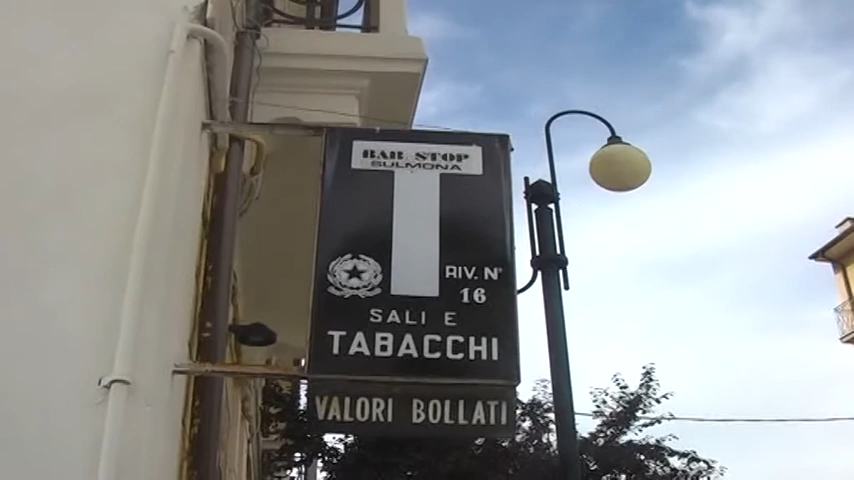 BAR STOP
SULMONA
T
RIV. N°
16
SALI E
TABACCHI
VALORI BOLLATI